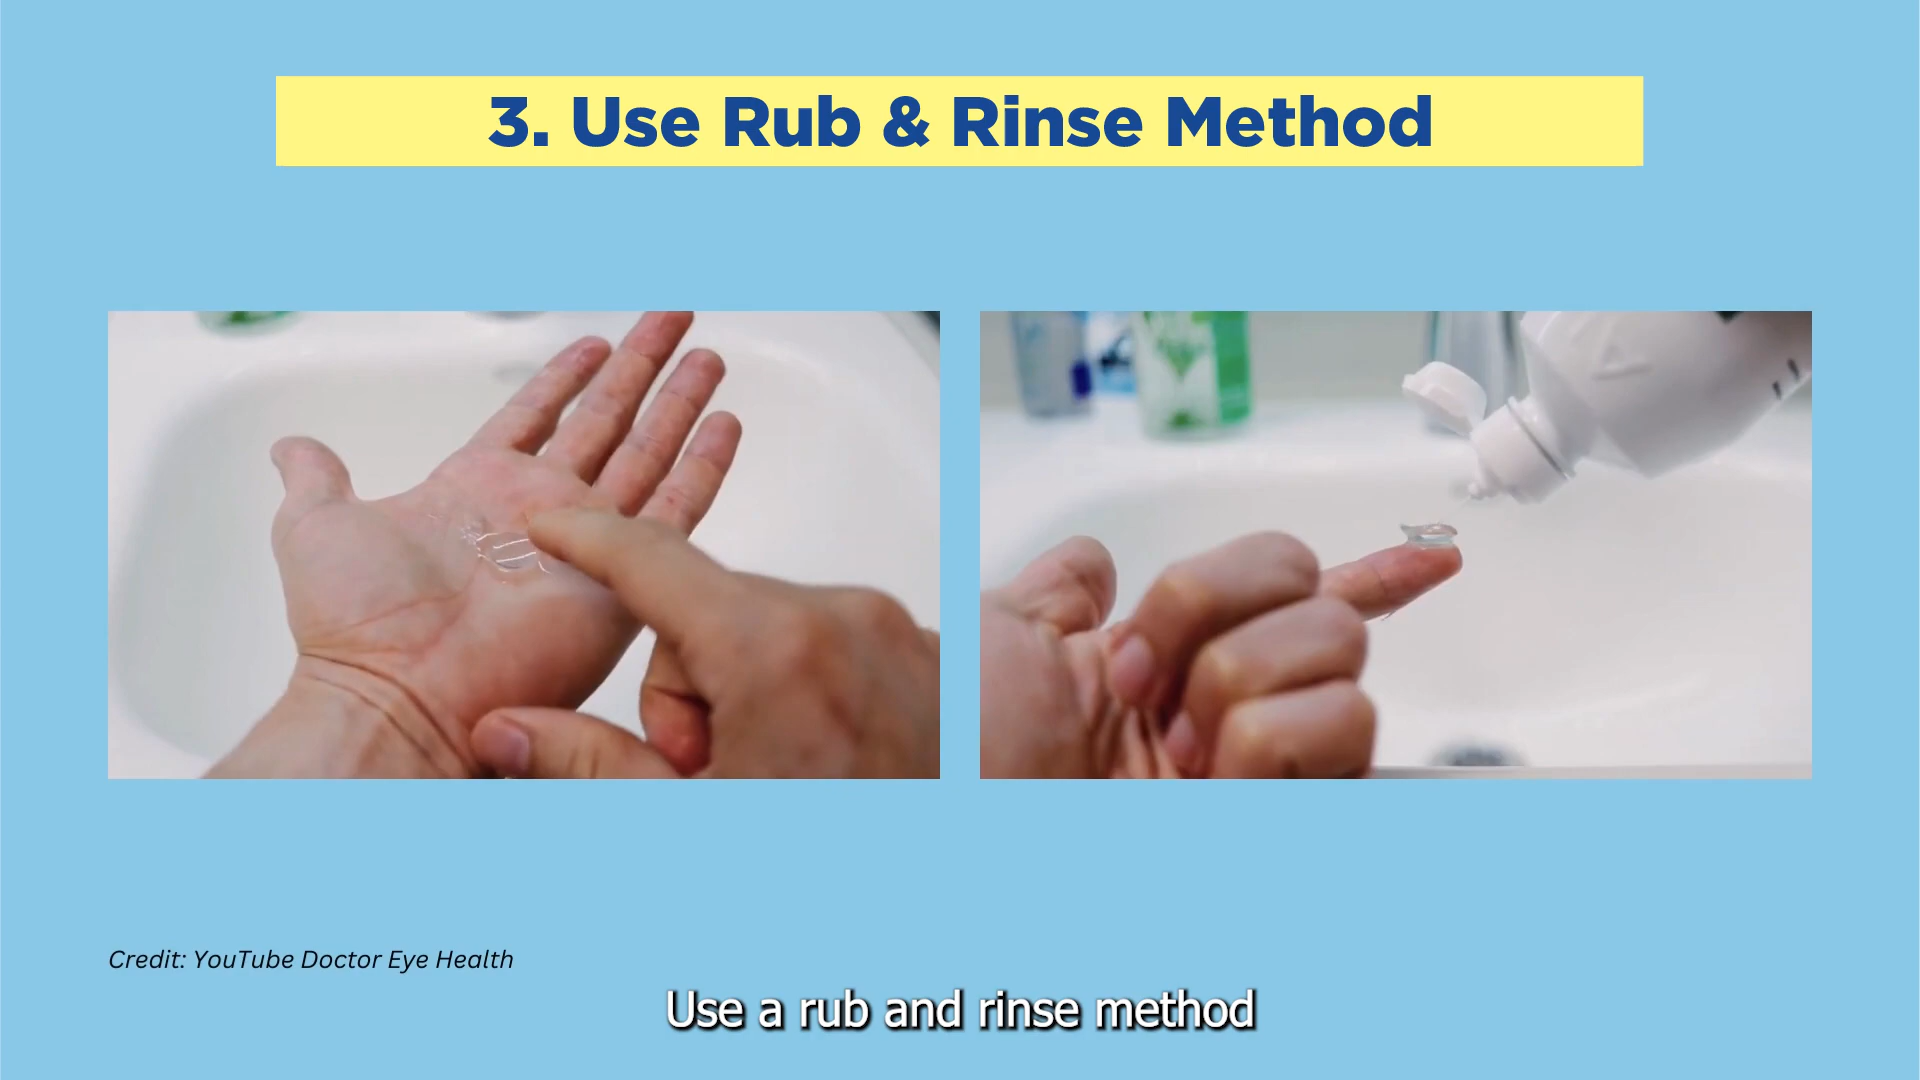 3. Use Rub & Rinse Method
Credit: YouTube Doctor Eye Health
Use a rub and rinse method